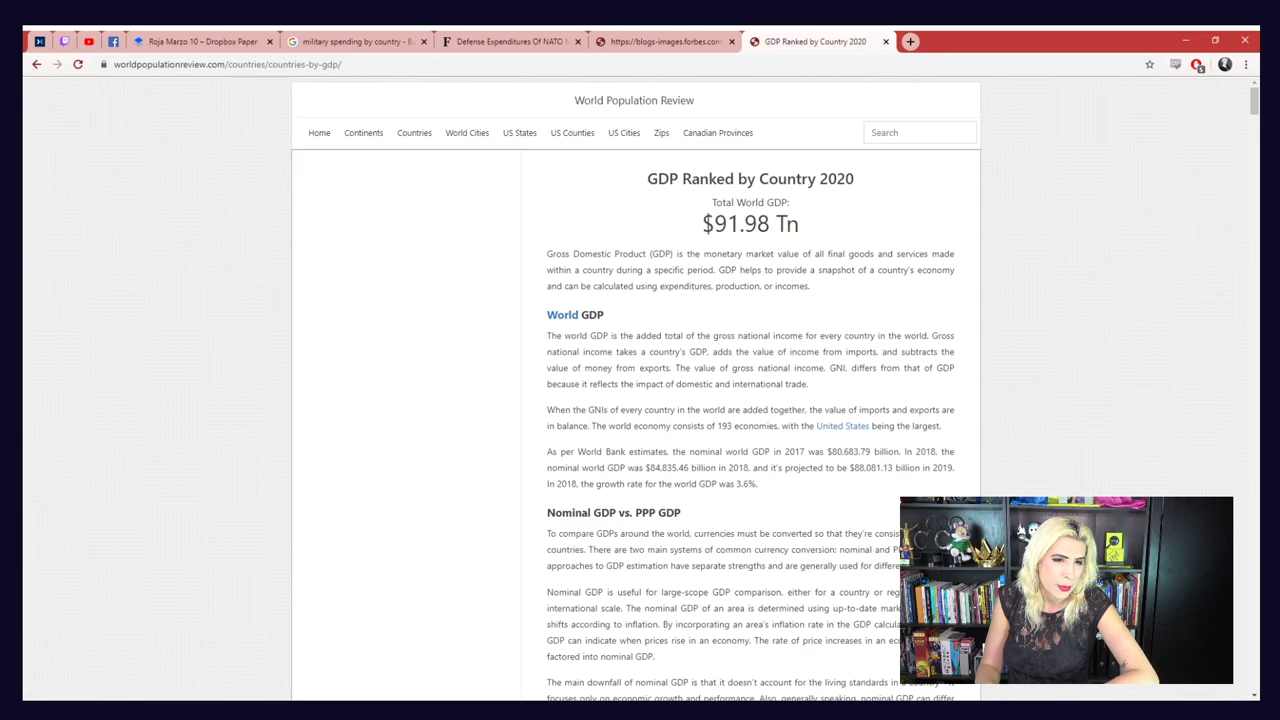 Roja Marzo 10 – Dropbox Paper
military spending by country - B
Defense Expenditures Of NATO
https://blogs-images.forbes.com
GDP Ranked by Country 2020
worldpopulationreview.com/countries/countries-by-gdp/
World Population Review
Home Continents Countries World Cities US States US Counties US Cities Zips Canadian Provinces Search
GDP Ranked by Country 2020
Total World GDP:
$91.98 Tn
Gross Domestic Product (GDP) is the monetary market value of all final goods and services made
within a country during a specific period. GDP helps to provide a snapshot of a country's economy
and can be calculated using expenditures, production, or incomes.
World GDP
The world GDP is the added total of the gross national income for every country in the world. Gross
national income takes a country's GDP, adds the value of income from imports, and subtracts the
value of money from exports. The value of gross national income, GNI, differs from that of GDP
because it reflects the impact of domestic and international trade.
When the GNIs of every country in the world are added together, the value of imports and exports are
in balance. The world economy consists of 193 economies, with the United States being the largest.
As per World Bank estimates, the nominal world GDP in 2017 was $80,683.79 billion. In 2018, the
nominal world GDP was $84,835.46 billion in 2018, and it's projected to be $88,081.13 billion in 2019.
In 2018, the growth rate for the world GDP was 3.6%.
Nominal GDP vs. PPP GDP
To compare GDPs around the world, currencies must be converted so that they're consis
countries. There are two main systems of common currency conversion: nominal and P
approaches to GDP estimation have separate strengths and are generally used for differe
Nominal GDP is useful for large-scale GDP comparison, either for a country or reg
international scale. The nominal GDP of an area is determined using up-to-date mark
shifts according to inflation. By incorporating an area's inflation rate in the GDP calcula
GDP can indicate when prices rise in an economy. The rate of price increases in an eco
factored into nominal GDP.
The main downfall of nominal GDP is that it doesn't account for the living standards in
focuses only on economic growth and performance. Also, generally speaking, nominal GDP can differ